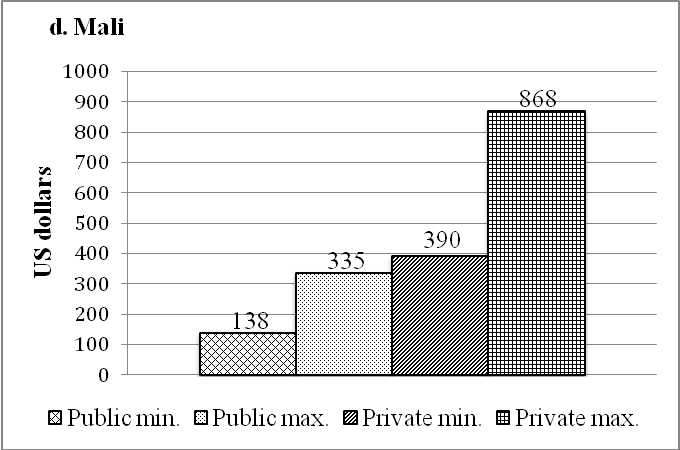 d. Mali
US dollars
1000
900
800
700
600
500
400
300
200
100
0
138
335
390
868
Public min.
Public max.
Private min.
Private max.